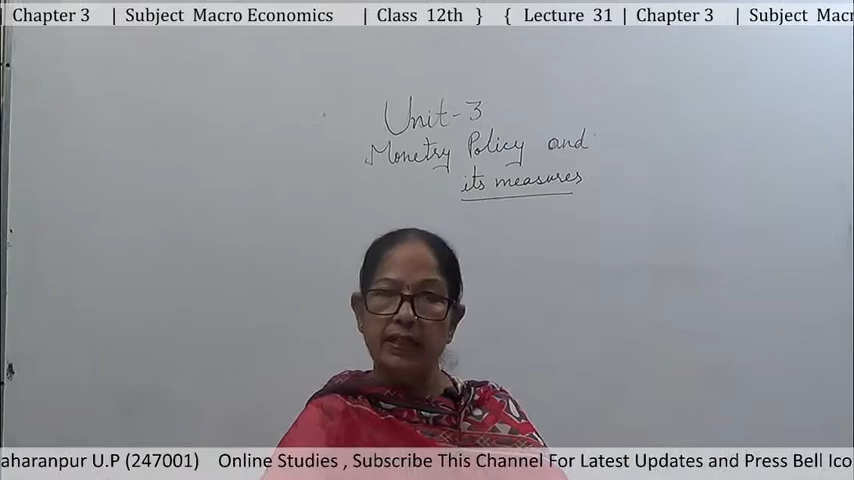 Chapter 3 | Subject Macro Economics | Class 12th } { Lecture 31 | Chapter 3 | Subject Macr
Unit-3
Monetry Policy and
its measures
aharanpur U.P (247001) Online Studies , Subscribe This Channel For Latest Updates and Press Bell Ico